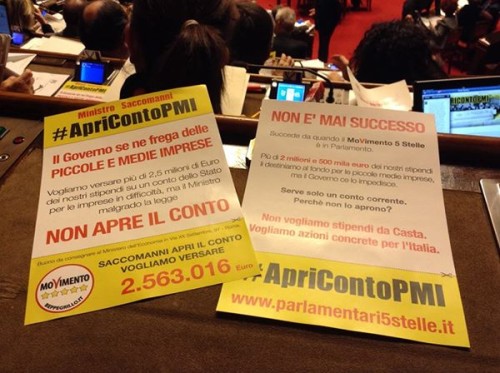 Ministro Saccomanni
#ApriContoPMI
Il Governo se ne frega delle
PICCOLE E MEDIE IMPRESE
Vogliamo versare più di 2,5 milioni di Euro
dei nostri stipendi su un conto dello Stato
per le imprese in difficoltà, ma il Ministro
malgrado la legge
NON APRE IL CONTO
SACCOMANNI APRI IL CONTO
VOGLIAMO VERSARE
2.563.016 Euro
MOVIMENTO
BEPPEGRILLO.IT
NON E' MAI SUCCESSO
Succede da quando il MoVimento 5 Stelle
è in Parlamento.
Più di 2 milioni e 500 mila euro dei nostri stipendi
li destiniamo al fondo per le piccole medie imprese,
ma il Governo ce lo impedisce.
Serve solo un conto corrente.
Perchè non lo aprono?
Non vogliamo stipendi da Casta.
Vogliamo azioni concrete per l'Italia.
#ApriContoPMI
www.parlamentari5stelle.it